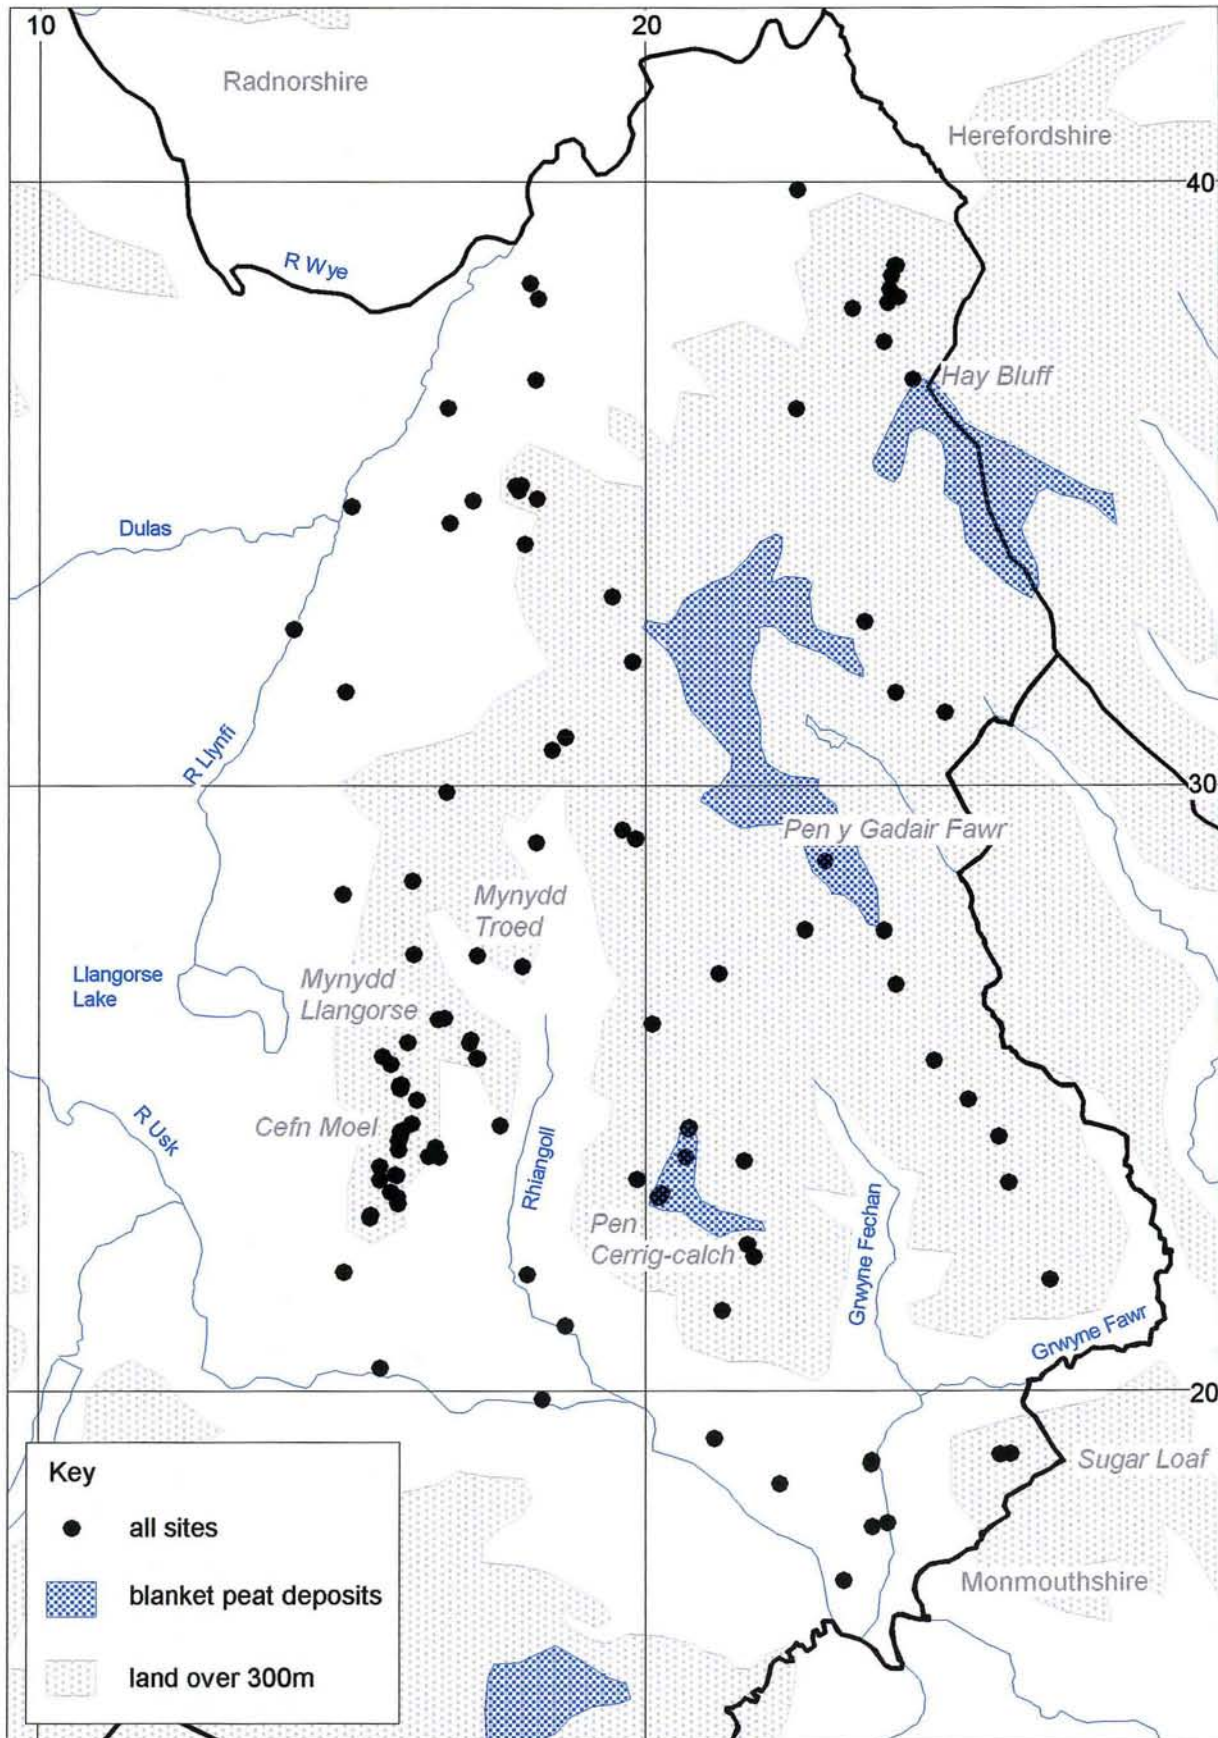 10
20
Radnorshire
Herefordshire
40
R Wye
Hay Bluff
Dulas
R Llynfi
30
Pen y Gadair Fawr
Mynydd
Troed
Llangorse
Lake
Mynydd
Llangorse
Cefn Moel
R Usk
Rhiangoll
Pen
Cerrig-calch
Grwyne Fechan
Grwyne Fawr
20
Sugar Loaf
Monmouthshire
Key
all sites
blanket peat deposits
land over 300m